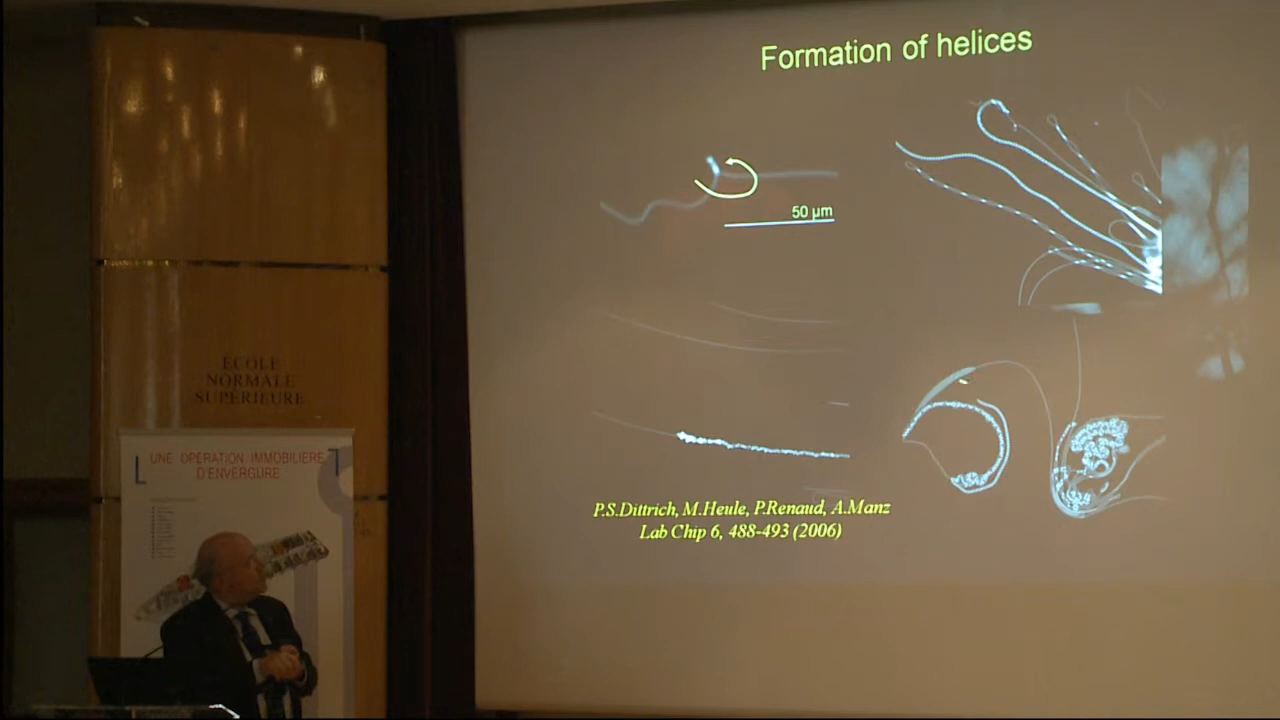 Formation of helices
50 µm
P.S.Dittrich, M.Heule, P.Renaud, A.Manz
Lab Chip 6, 488-493 (2006)
ECOLE
NORMALE
SUPÉRIEURE
UNE OPERATION IMMOBILIERE
D'ENVERGURE